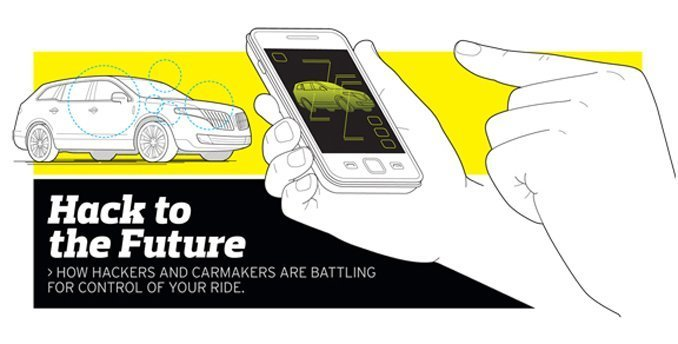 Hack to
the Future
> HOW HACKERS AND CARMAKERS ARE BATTLING
FOR CONTROL OF YOUR RIDE.